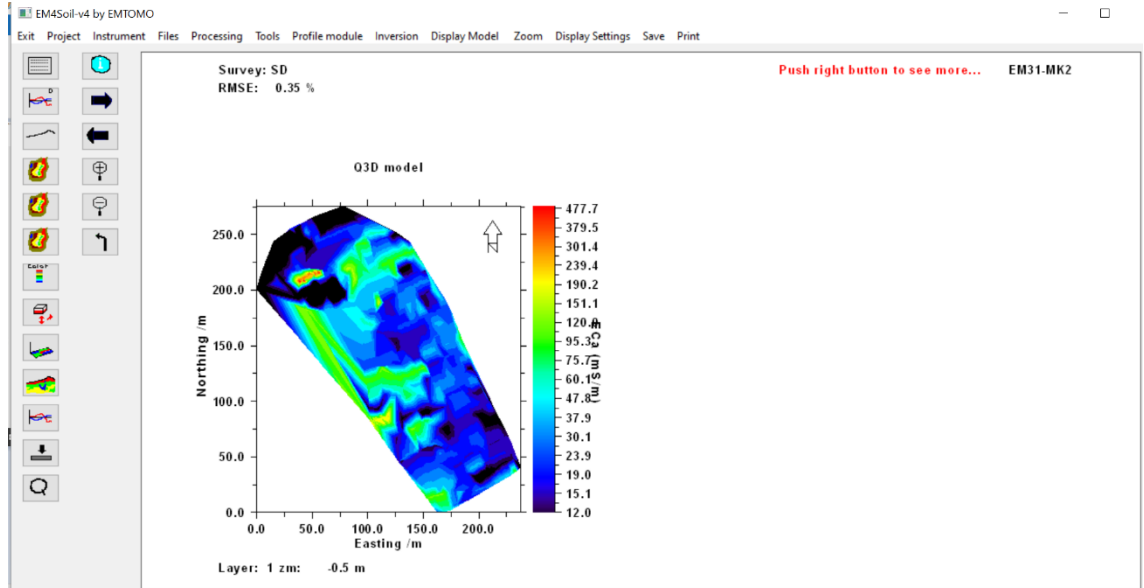 EM4Soil-v4 by EMTOMO
Exit Project Instrument Files Processing Tools Profile module Inversion Display Model Zoom Display Settings Save Print
Survey: SD
Push right button to see more... EM31-MK2
RMSE: 0.35 %
Q3D model
477.7
379.5
301.4
239.4
190.2
151.1
95.3
75.7
60.1
47.8
37.9
30.1
23.9
19.0
15.1
12.0
ECa (mS/m)
N
Northing /m
250.0
200.0
150.0
100.0
50.0
0.0
0.0 50.0 100.0 150.0 200.0
Easting /m
Layer: 1 zm: -0.5 m
Color
D